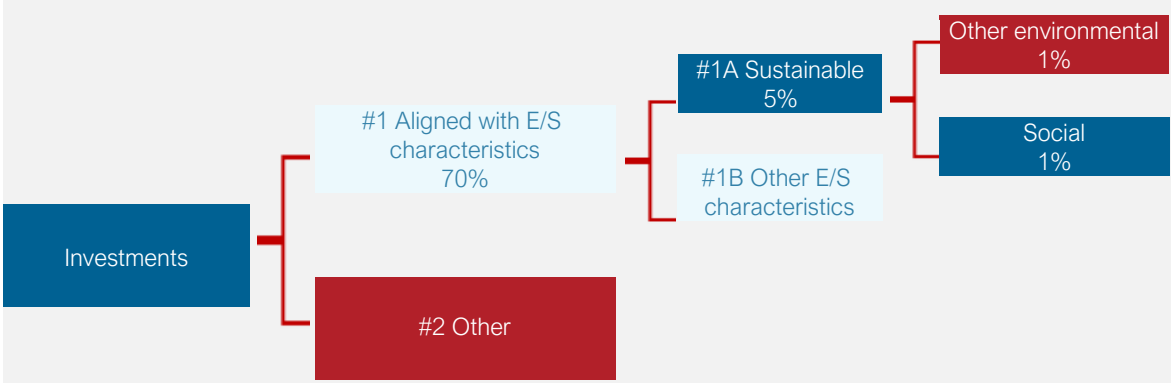 Investments
#1 Aligned with E/S
characteristics
70%
#2 Other
#1A Sustainable
5%
#1B Other E/S
characteristics
Other environmental
1%
Social
1%